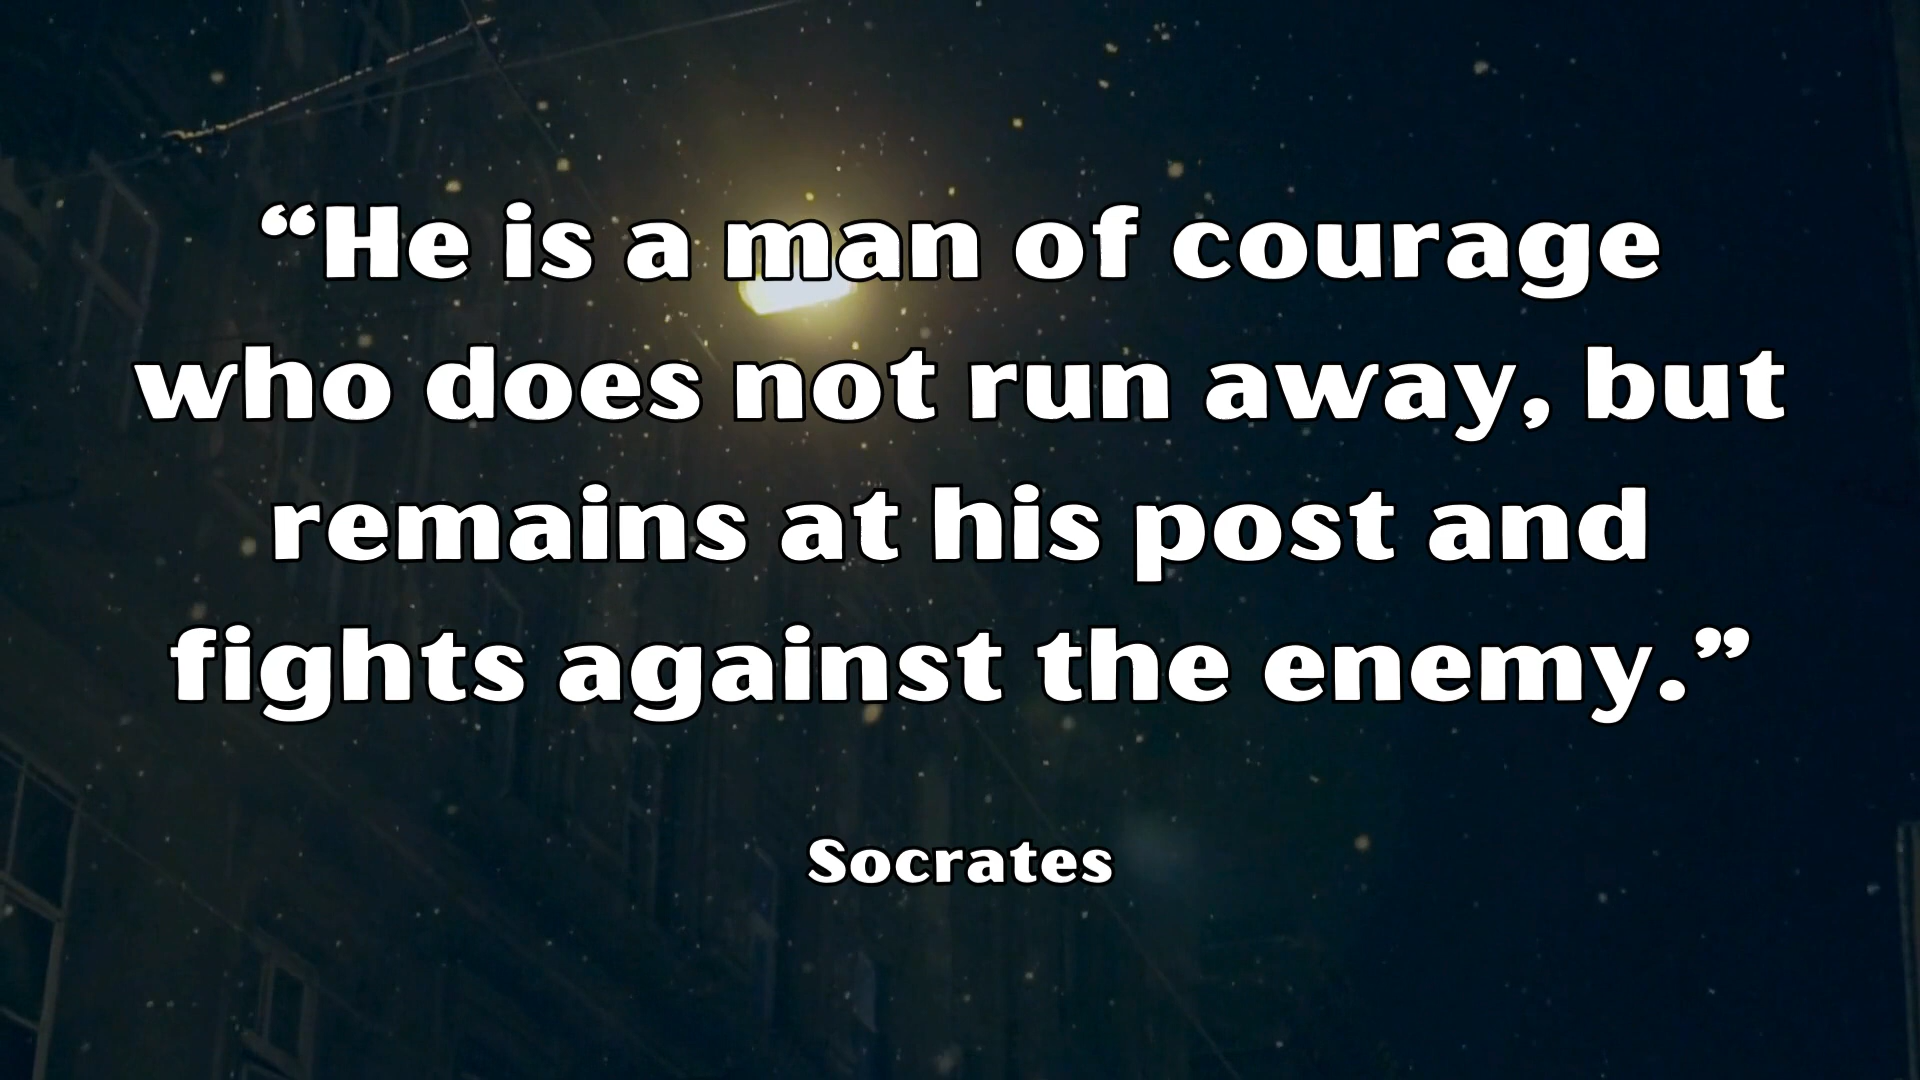 “He is a man of courage
who does not run away, but
remains at his post and
fights against the enemy.”
Socrates